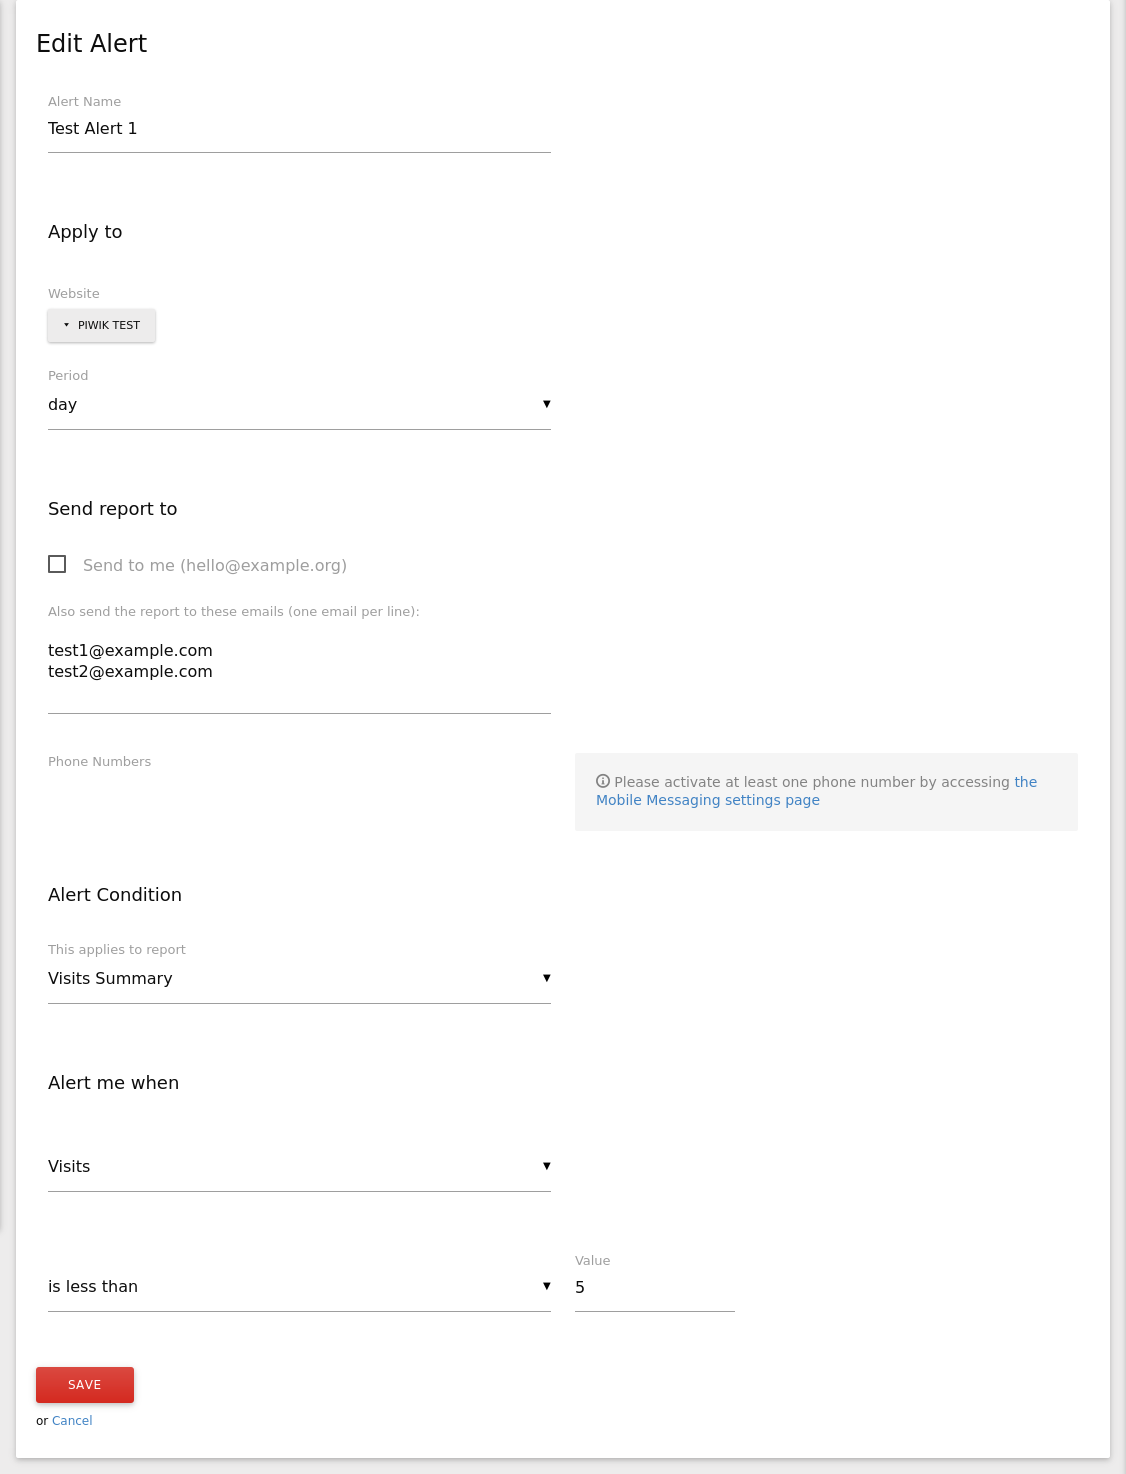 Edit Alert
Alert Name
Test Alert 1
Apply to
Website
PIWIK TEST
Period
day
Send report to
Send to me (hello@example.org)
Also send the report to these emails (one email per line):
test1@example.com
test2@example.com
Phone Numbers
Please activate at least one phone number by accessing the
Mobile Messaging settings page
Alert Condition
This applies to report
Visits Summary
Alert me when
Visits
is less than
Value
5
SAVE
or Cancel